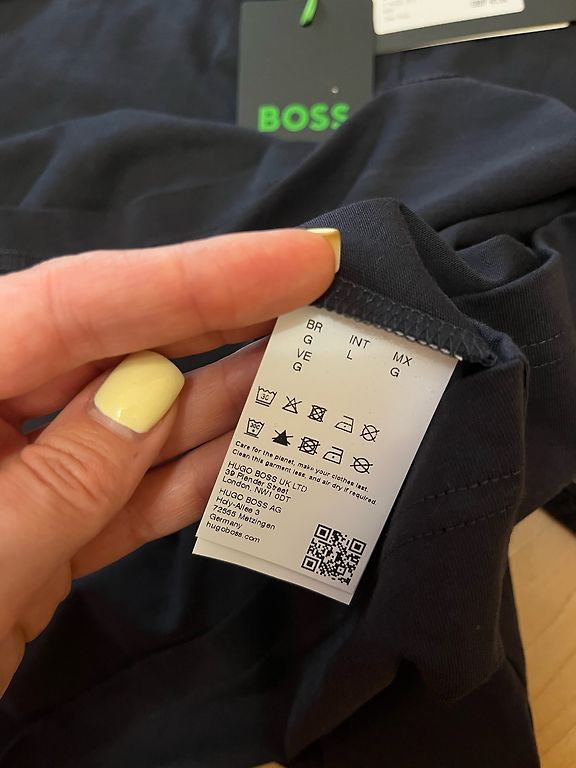 BOSS
BR
G
INT
L
MX
G
VE
G
30
Care for the planet, make your clothes last.
Clean this garment less, and air dry if required.
HUGO BOSS UK LTD
39 Plender Street
London, NW1 0DT
HUGO BOSS AG
Holy-Allee 3
72555 Metzingen
Germany
hugoboss.com